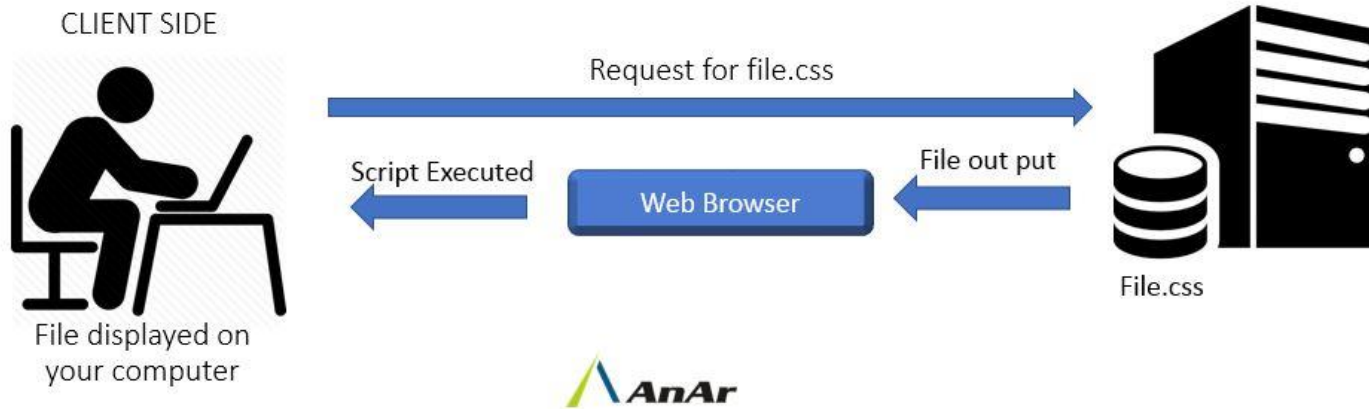 CLIENT SIDE
Request for file.css
Script Executed
Web Browser
File out put
File.css
File displayed on
your computer
AnAr